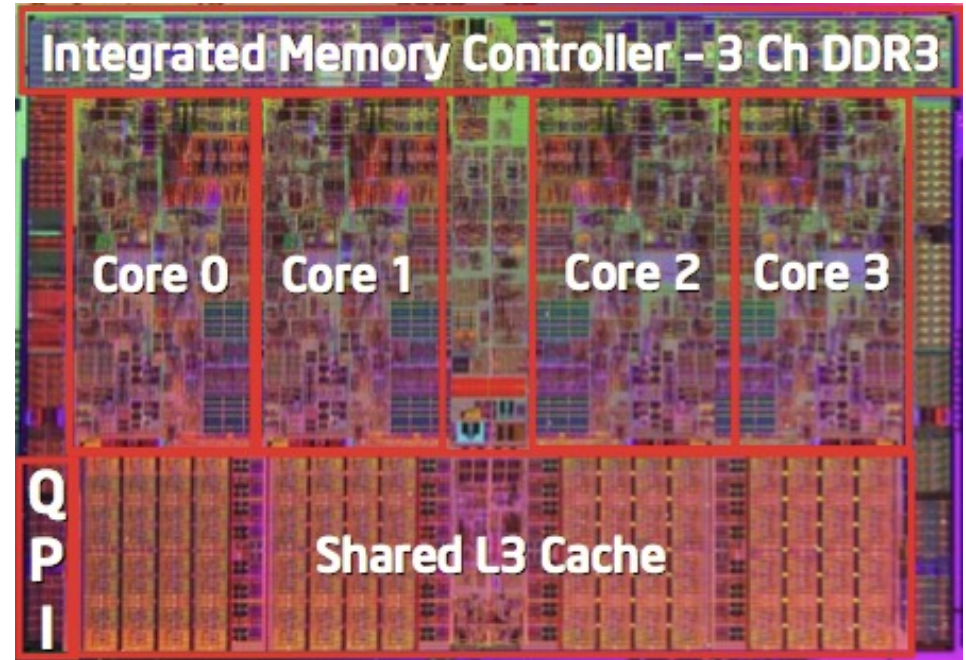 Integrated Memory Controller – 3 Ch DDR3
Core 0
Core 1
Core 2
Core 3
Q
P
I
Shared L3 Cache